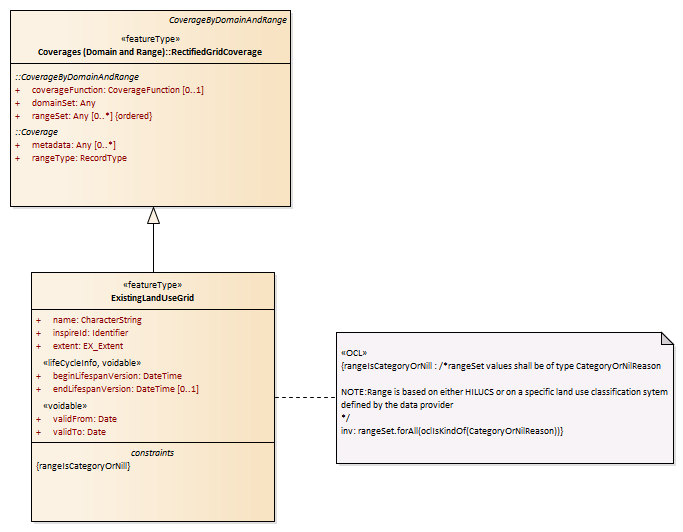 CoverageByDomainAndRange
«featureType»
Coverages (Domain and Range)::RectifiedGridCoverage
::CoverageByDomainAndRange
+ coverageFunction: CoverageFunction [0..1]
+ domainSet: Any
+ rangeSet: Any [0..*] {ordered}
::Coverage
+ metadata: Any [0..*]
+ rangeType: RecordType
«featureType»
ExistingLandUseGrid
+ name: CharacterString
+ inspireId: Identifier
+ extent: EX_Extent
«lifeCycleInfo, voidable»
+ beginLifespanVersion: DateTime
+ endLifespanVersion: DateTime [0..1]
«voidable»
+ validFrom: Date
+ validTo: Date
constraints
{rangeIsCategoryOrNill}
«OCL»
{rangeIsCategoryOrNill : /*rangeSet values shall be of type CategoryOrNilReason
NOTE:Range is based on either HILUCS or on a specific land use classification sytem
defined by the data provider
*/
inv: rangeSet.forAll(oclIsKindOf(CategoryOrNilReason))}